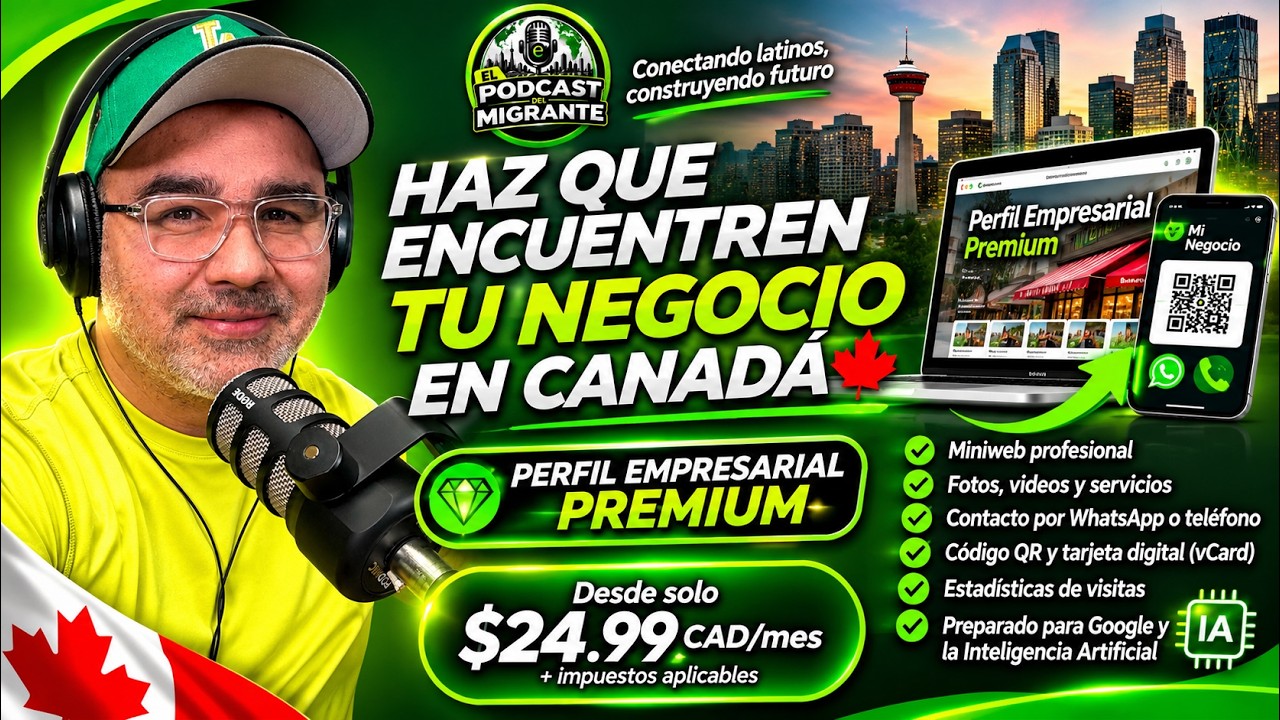 EL
PODCAST
DEL
MIGRANTE
Conectando latinos,
construyendo futuro
HAZ QUE
ENCUENTREN
TU NEGOCIO
EN CANADÁ
PERFIL EMPRESARIAL
PREMIUM
Desde solo
$24.99 CAD/mes
+ impuestos aplicables
Perfil Empresarial
Premium
Mi
Negocio
Miniweb profesional
Fotos, videos y servicios
Contacto por WhatsApp o teléfono
Código QR y tarjeta digital (vCard)
Estadísticas de visitas
Preparado para Google y
la Inteligencia Artificial
IA
RØDE
PODMIC